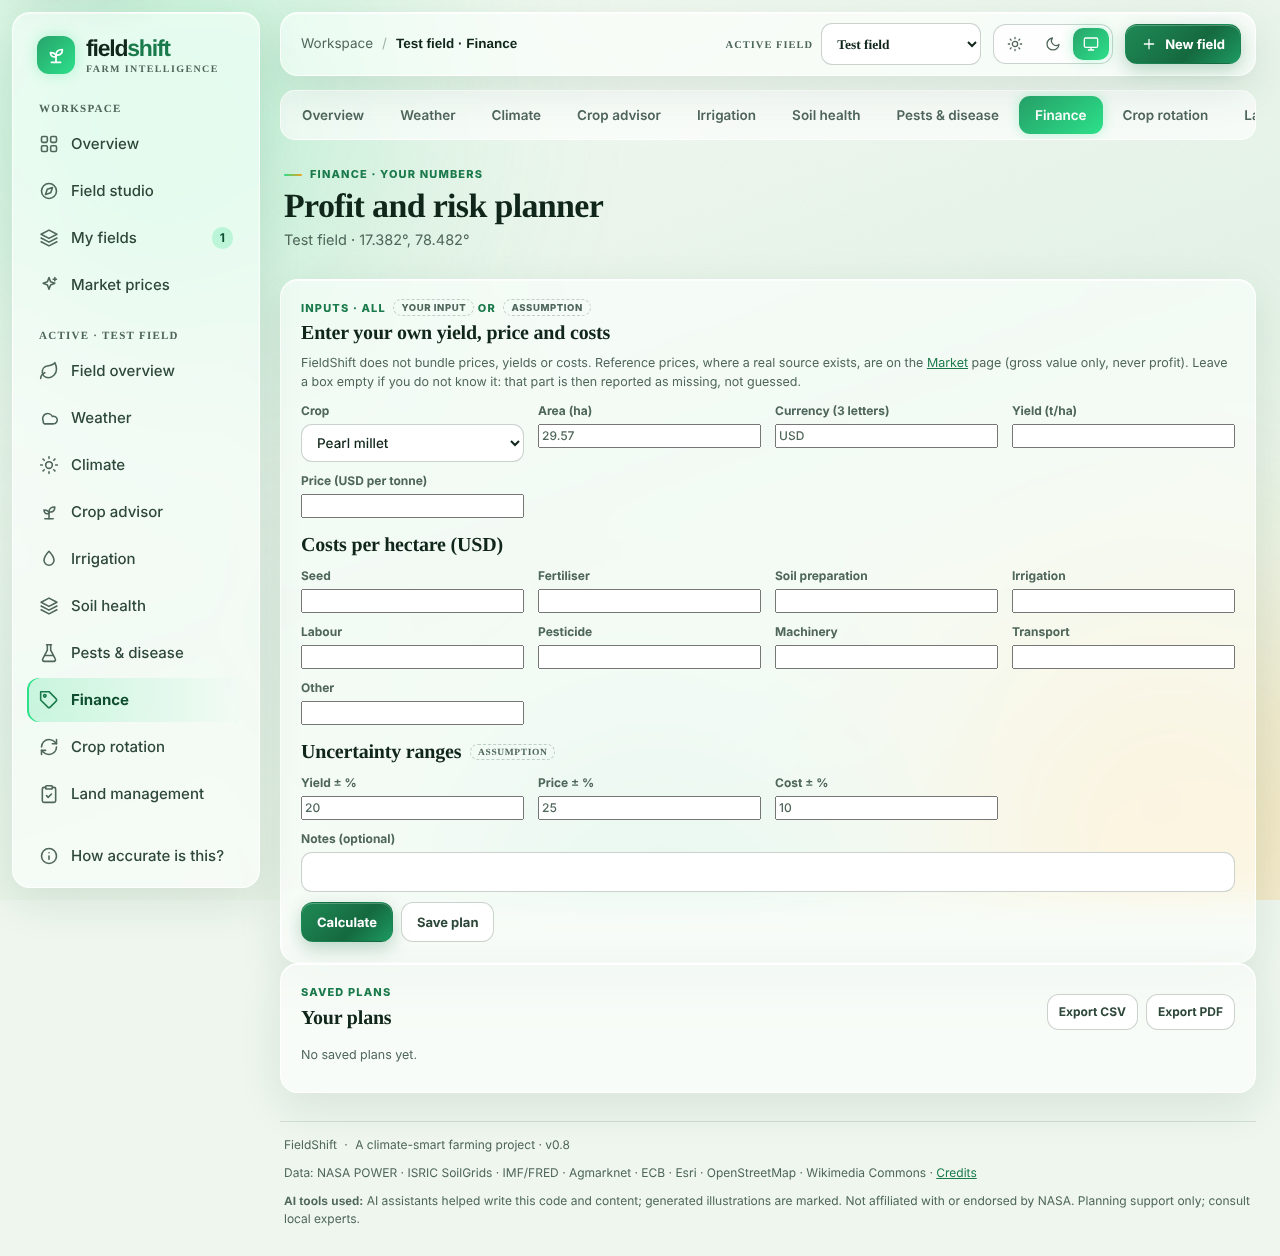 fieldshift
FARM INTELLIGENCE
WORKSPACE
Overview
Field studio
My fields 1
Market prices
ACTIVE · TEST FIELD
Field overview
Weather
Climate
Crop advisor
Irrigation
Soil health
Pests & disease
Finance
Crop rotation
Land management
How accurate is this?
Workspace / Test field · Finance
ACTIVE FIELD Test field
New field
Overview Weather Climate Crop advisor Irrigation Soil health Pests & disease Finance Crop rotation La
FINANCE · YOUR NUMBERS
Profit and risk planner
Test field · 17.382°, 78.482°
INPUTS · ALL YOUR INPUT OR ASSUMPTION
Enter your own yield, price and costs
FieldShift does not bundle prices, yields or costs. Reference prices, where a real source exists, are on the Market page (gross value only, never profit). Leave
a box empty if you do not know it: that part is then reported as missing, not guessed.
Crop Area (ha) Currency (3 letters) Yield (t/ha)
Pearl millet 29.57 USD
Price (USD per tonne)
Costs per hectare (USD)
Seed Fertiliser Soil preparation Irrigation
Labour Pesticide Machinery Transport
Other
Uncertainty ranges ASSUMPTION
Yield ± % Price ± % Cost ± %
20 25 10
Notes (optional)
Calculate Save plan
SAVED PLANS
Your plans
Export CSV Export PDF
No saved plans yet.
FieldShift · A climate-smart farming project · v0.8
Data: NASA POWER · ISRIC SoilGrids · IMF/FRED · Agmarknet · ECB · Esri · OpenStreetMap · Wikimedia Commons · Credits
AI tools used: AI assistants helped write this code and content; generated illustrations are marked. Not affiliated with or endorsed by NASA. Planning support only; consult
local experts.